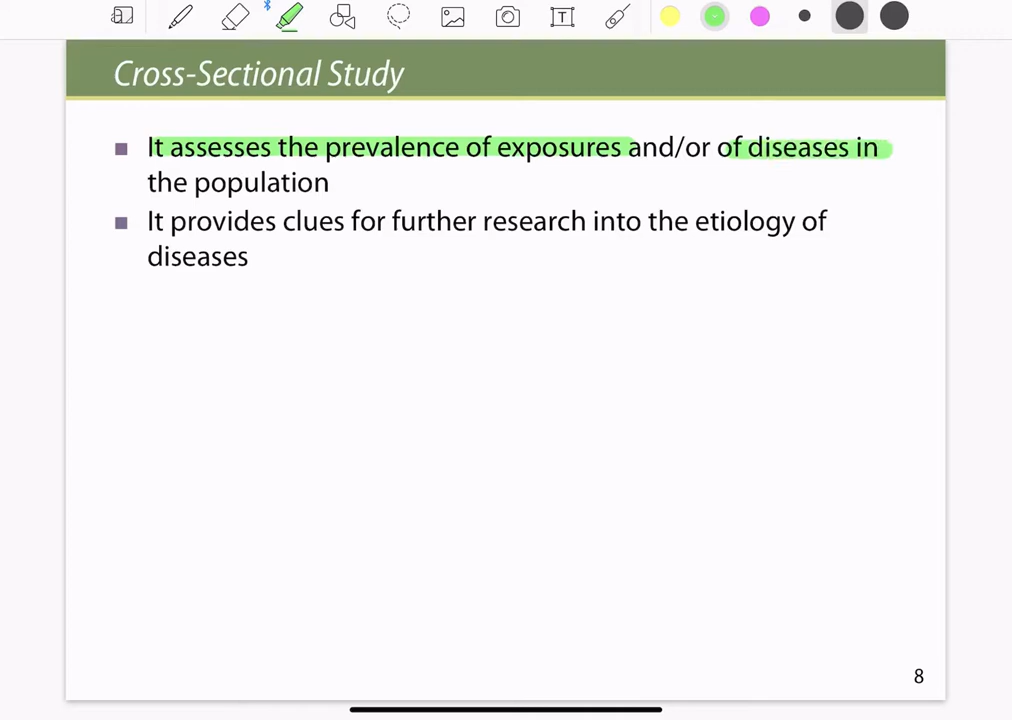 Cross-Sectional Study
It assesses the prevalence of exposures and/or of diseases in
the population
It provides clues for further research into the etiology of
diseases
8